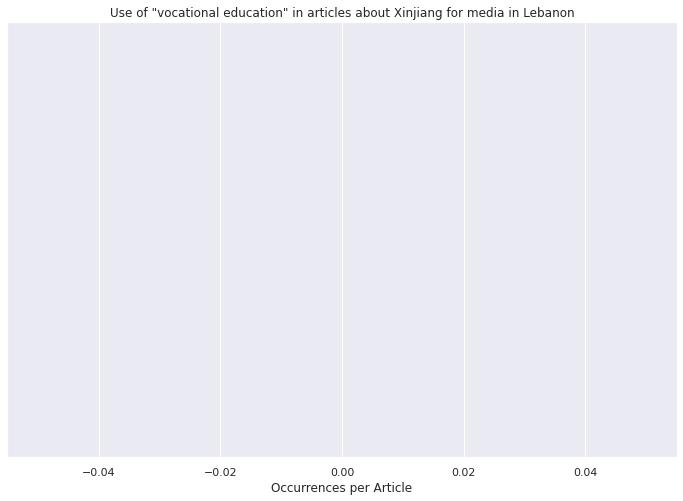 Use of "vocational education" in articles about Xinjiang for media in Lebanon
−0.04 −0.02 0.00 0.02 0.04
Occurrences per Article